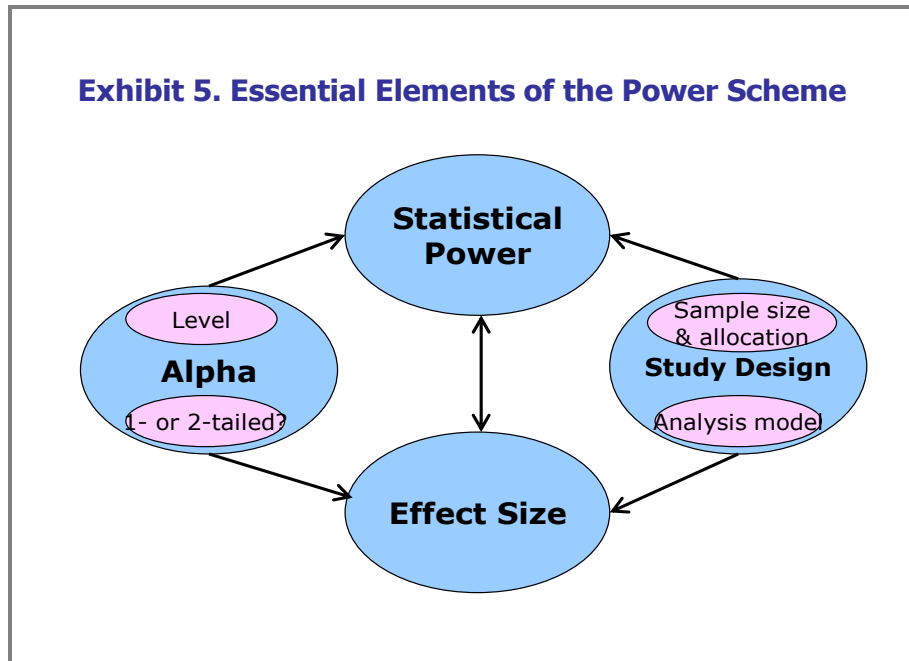 Exhibit 5. Essential Elements of the Power Scheme
Statistical
Power
Level
Alpha
1- or 2-tailed?
Sample size
& allocation
Study Design
Analysis model
Effect Size